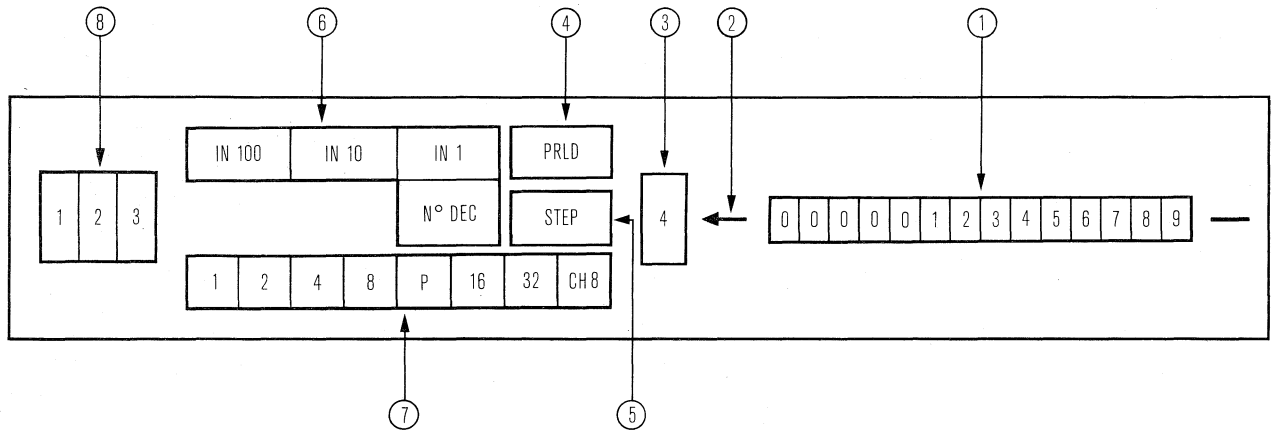 8 6 4 3 2 1
IN 100 IN 10 IN 1 PRLD
1 2 3 N° DEC STEP 4 0 0 0 0 0 1 2 3 4 5 6 7 8 9
1 2 4 8 P 16 32 CH 8
7 5